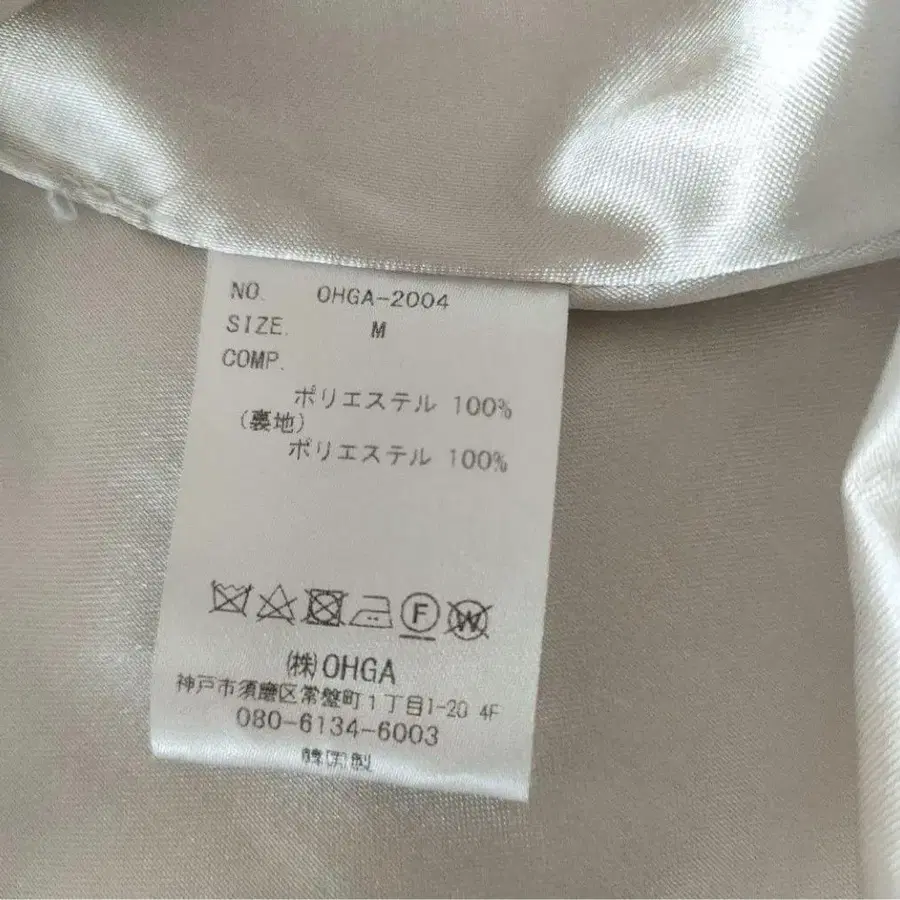 NO. OHGA-2004
SIZE. M
COMP.
ポリエステル 100%
(裏地)
ポリエステル 100%
F W
(株)OHGA
神戸市須磨区常盤町1丁目1-20 4F
080-6134-6003
韓国製